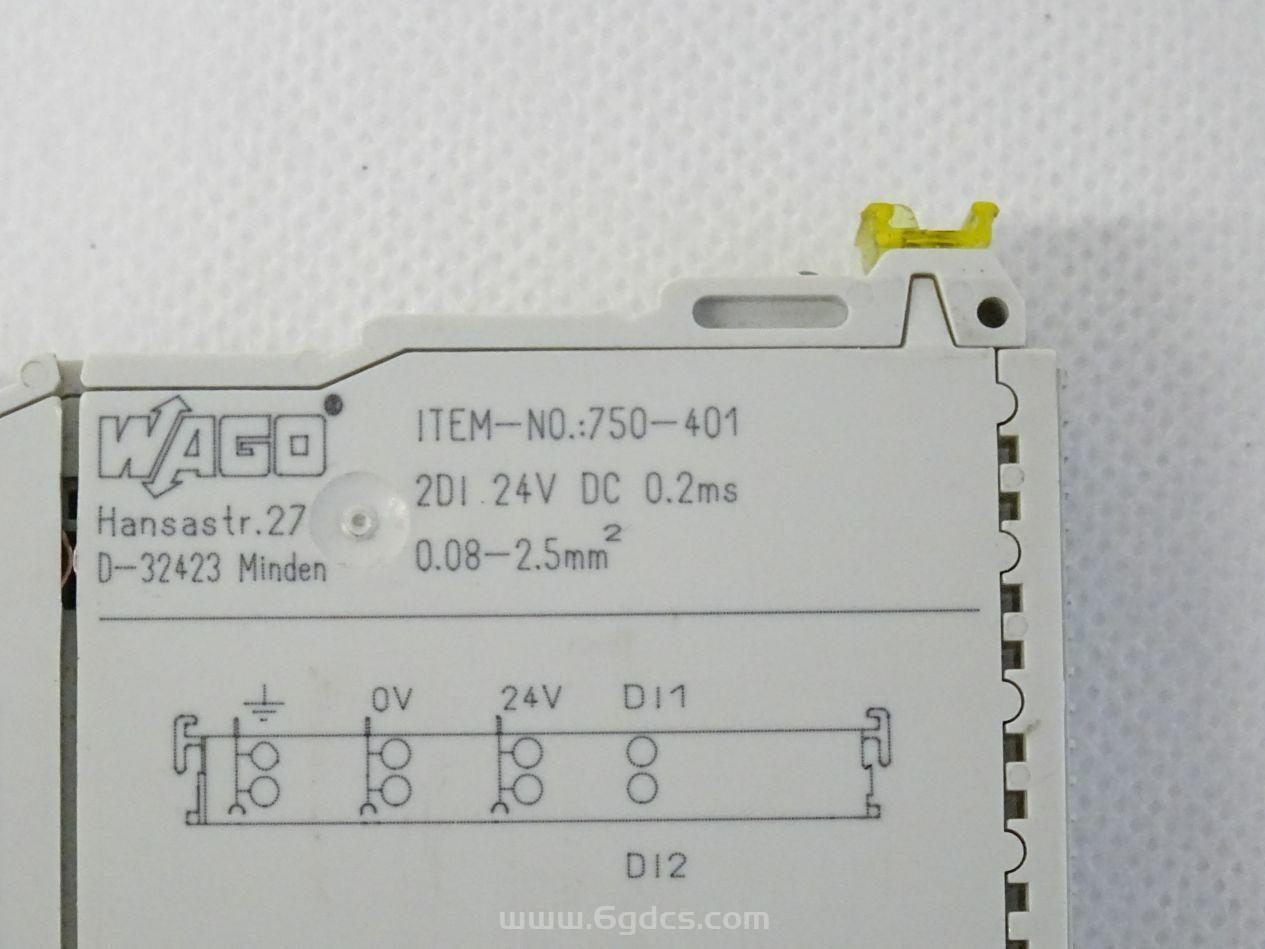 WAGO
Hansastr.27
D-32423 Minden
ITEM-NO.:750-401
2DI 24V DC 0.2ms
0.08-2.5mm²
0V 24V DI1
DI2
www.6gdcs.com